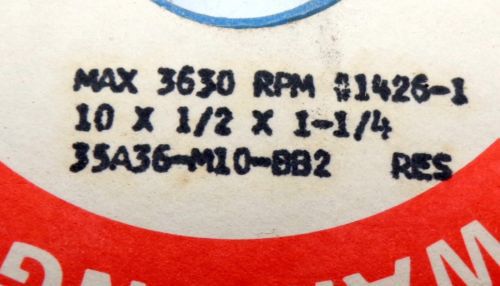 MAX 3630 RPM #1426-1
10 X 1/2 X 1-1/4
35A36-M10-BB2 RES